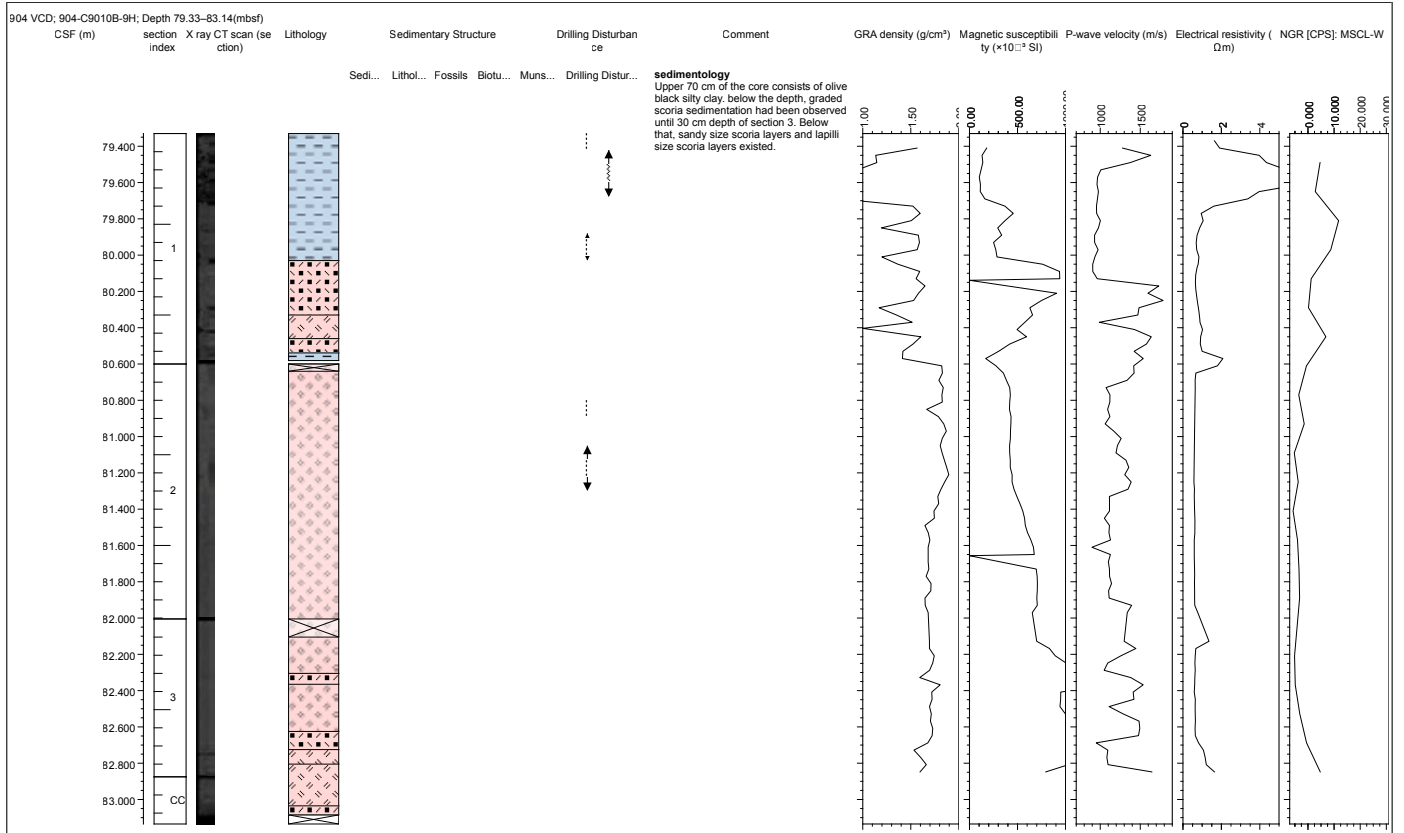 904 VCD; 904-C9010B-9H; Depth 79.33–83.14(mbsf)
CSF (m)
section index
X ray CT scan (se ction)
Lithology
Sedimentary Structure
Drilling Disturban ce
Comment
GRA density (g/cm³)
Magnetic susceptibili ty (×10□³ SI)
P-wave velocity (m/s)
Electrical resistivity ( Ωm)
NGR [CPS]: MSCL-W
Sedi...
Lithol...
Fossils
Biotu...
Muns...
Drilling Distur...
sedimentology
Upper 70 cm of the core consists of olive
black silty clay. below the depth, graded
scoria sedimentation had been observed
until 30 cm depth of section 3. Below
that, sandy size scoria layers and lapilli
size scoria layers existed.
1.00
1.50
0.00
500.00
1000
1500
0
2
4
0.000
10.000
20.000
79.400
79.600
79.800
80.000
80.200
80.400
80.600
80.800
81.000
81.200
81.400
81.600
81.800
82.000
82.200
82.400
82.600
82.800
83.000
1
2
3
CC